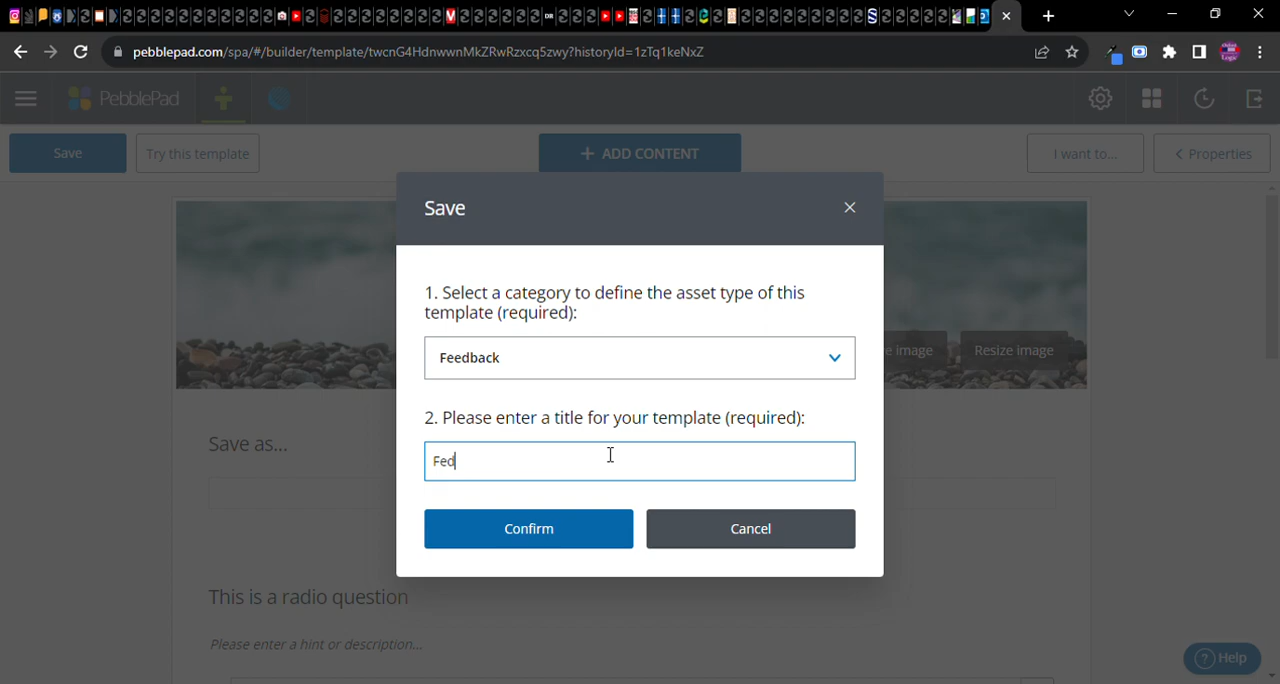 pebblepad.com/spa/#/builder/template/twcnG4HdnwwnMkZRwRzxcq5zwy?historyId=1zTq1keNxZ
PebblePad
Save
Try this template
+ ADD CONTENT
I want to...
< Properties
Save
1. Select a category to define the asset type of this
template (required):
Feedback
e image
Resize image
2. Please enter a title for your template (required):
Save as...
Fed
Confirm
Cancel
This is a radio question
Please enter a hint or description...
? Help